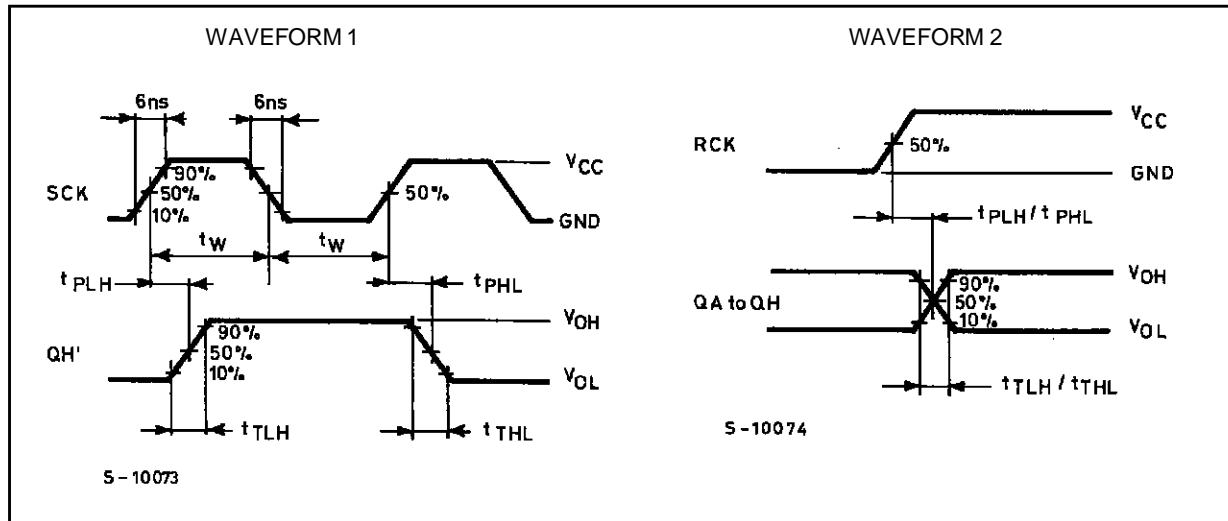 WAVEFORM 1
6ns 6ns
SCK
90%
50%
10%
50%
VCC
GND
tW tW
tPLH
tPHL
QH'
90%
50%
10%
VOH
VOL
tTLH
tTHL
S-10073
WAVEFORM 2
RCK
50%
VCC
GND
tPLH / tPHL
QA to QH
90%
50%
10%
VOH
VOL
tTLH / tTHL
S-10074